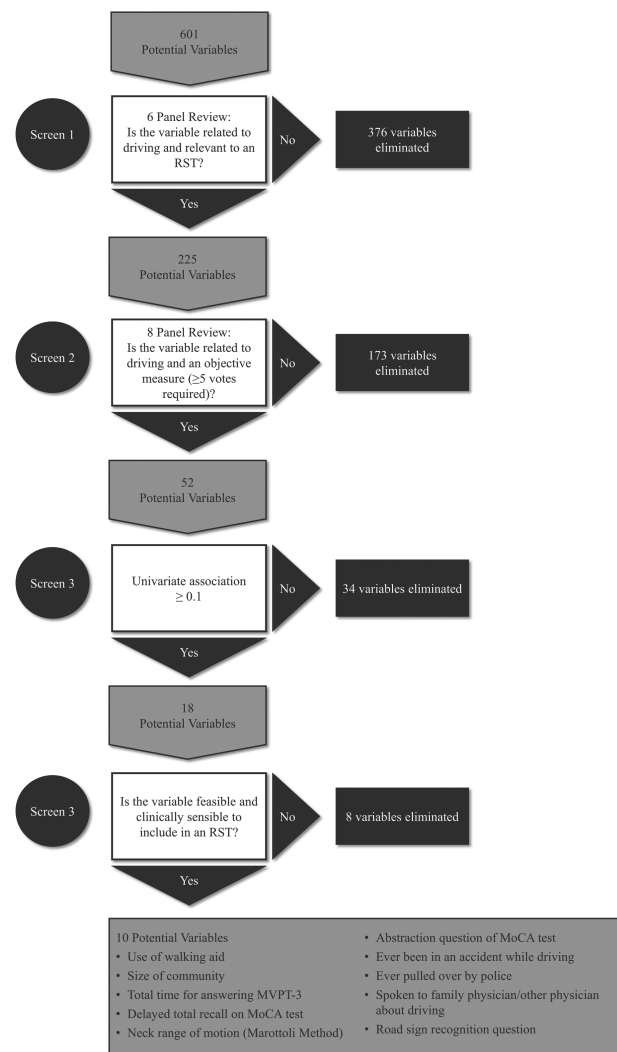 601
Potential Variables
Screen 1
6 Panel Review:
Is the variable related to
driving and relevant to an
RST?
No
376 variables
eliminated
Yes
225
Potential Variables
Screen 2
8 Panel Review:
Is the variable related to
driving and an objective
measure (≥5 votes
required)?
No
173 variables
eliminated
Yes
52
Potential Variables
Screen 3
Univariate association
≥ 0.1
No
34 variables eliminated
Yes
18
Potential Variables
Screen 3
Is the variable feasible and
clinically sensible to
include in an RST?
No
8 variables eliminated
Yes
10 Potential Variables
• Use of walking aid
• Size of community
• Total time for answering MVPT-3
• Delayed total recall on MoCA test
• Neck range of motion (Marottoli Method)
• Abstraction question of MoCA test
• Ever been in an accident while driving
• Ever pulled over by police
• Spoken to family physician/other physician
about driving
• Road sign recognition question